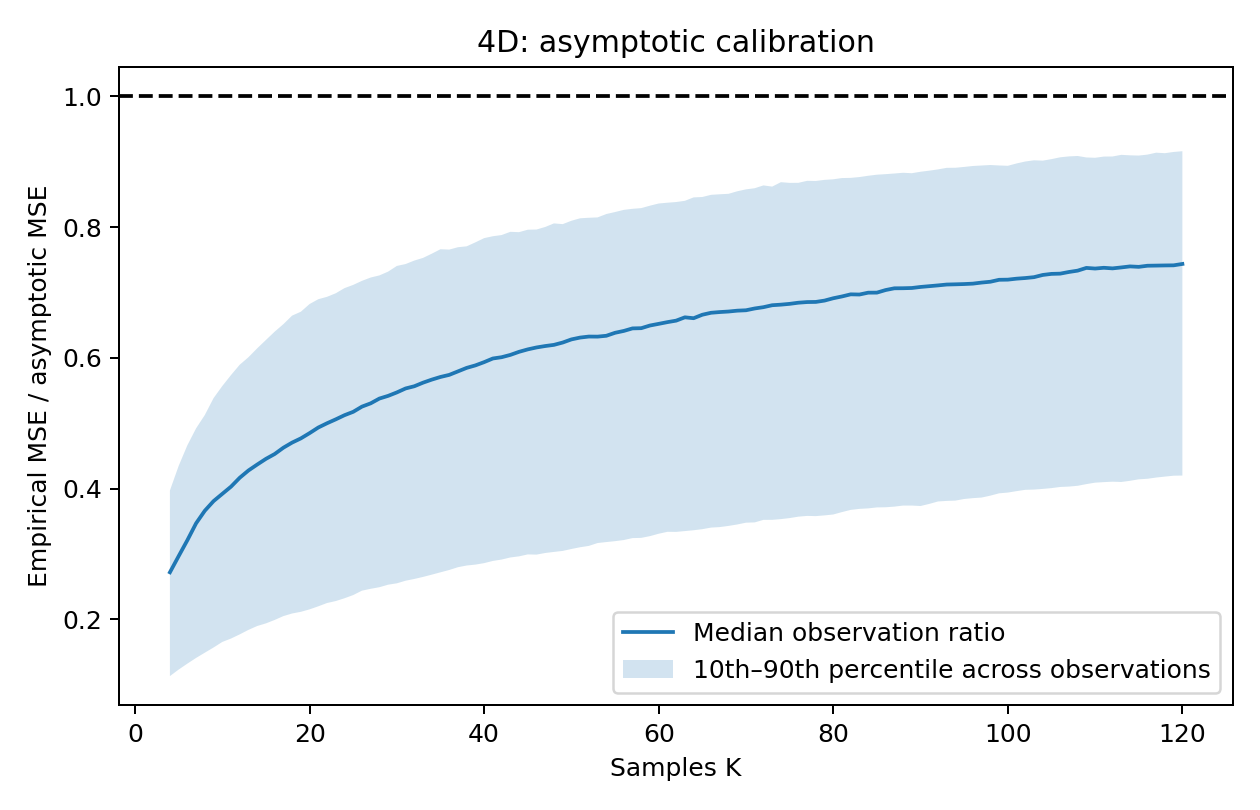 4D: asymptotic calibration
Empirical MSE / asymptotic MSE
1.0
0.8
0.6
0.4
0.2
Median observation ratio
10th–90th percentile across observations
0 20 40 60 80 100 120
Samples K